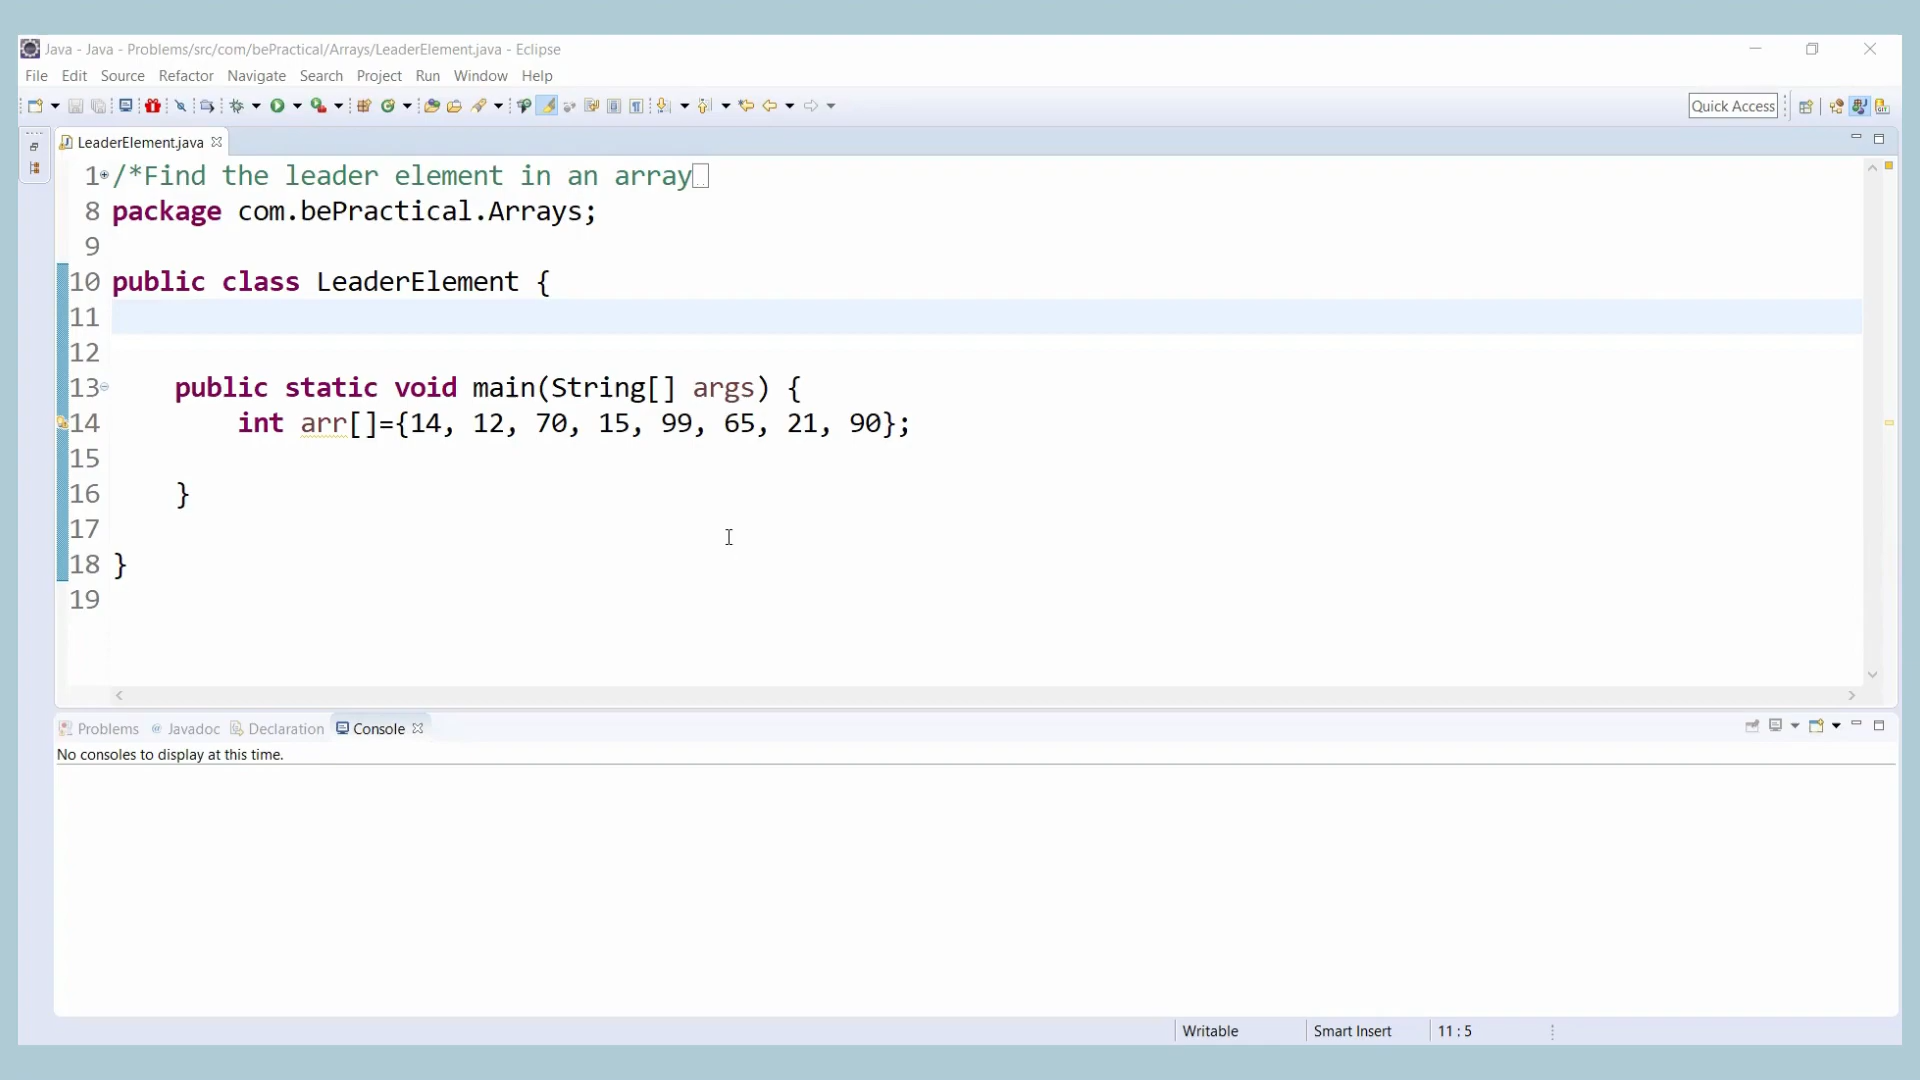 Java - Java - Problems/src/com/bePractical/Arrays/LeaderElement.java - Eclipse
File Edit Source Refactor Navigate Search Project Run Window Help
Quick Access
LeaderElement.java
1 /*Find the leader element in an array
8 package com.bePractical.Arrays;
9
10 public class LeaderElement {
11
12
13 public static void main(String[] args) {
14 int arr[]={14, 12, 70, 15, 99, 65, 21, 90};
15
16 }
17
18 }
19
Problems @ Javadoc Declaration Console
No consoles to display at this time.
Writable Smart Insert 11 : 5